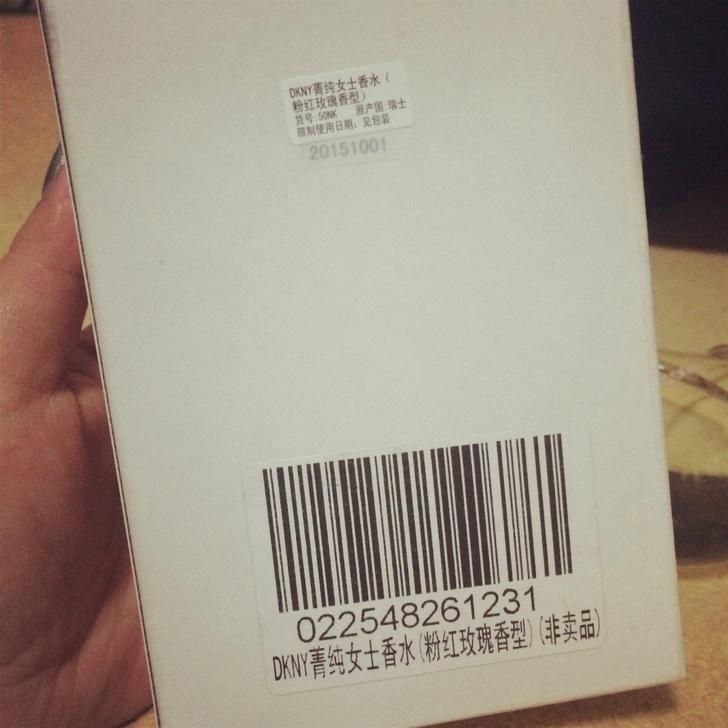 DKNY菁纯女士香水（
粉红玫瑰香型）
货号:50NK 原产国:瑞士
限制使用日期：见包装
20151001
022548261231
DKNY菁纯女士香水(粉红玫瑰香型)(非卖品)